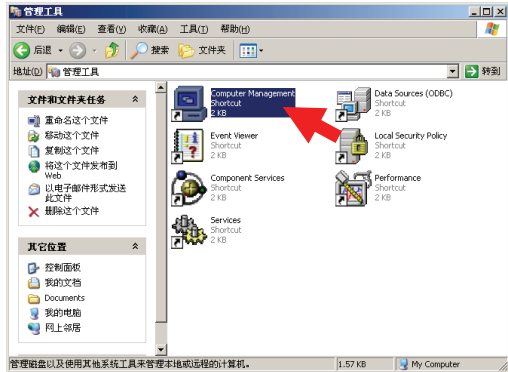 管理工具
文件(F) 编辑(E) 查看(V) 收藏(A) 工具(T) 帮助(H)
后退 搜索 文件夹
地址(D) 管理工具 转到
文件和文件夹任务
重命名这个文件
移动这个文件
复制这个文件
将这个文件发布到
Web
以电子邮件形式发送
此文件
删除这个文件
其它位置
控制面板
我的文档
Documents
我的电脑
网上邻居
Computer Management
Shortcut
2 KB
Data Sources (ODBC)
Shortcut
2 KB
Event Viewer
Shortcut
2 KB
Local Security Policy
Shortcut
2 KB
Component Services
Shortcut
2 KB
Performance
Shortcut
2 KB
Services
Shortcut
2 KB
管理磁盘以及使用其他系统工具来管理本地或远程的计算机。 1.57 KB My Computer